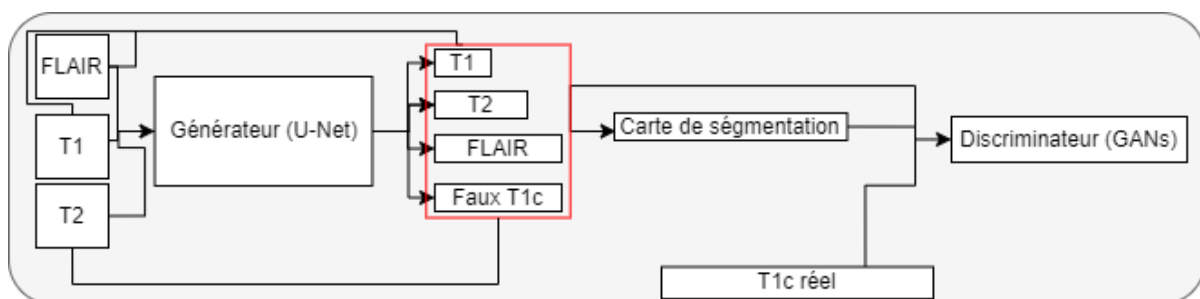 FLAIR
T1
T2
Générateur (U-Net)
T1
T2
FLAIR
Faux T1c
Carte de ségmentation
Discriminateur (GANs)
T1c réel